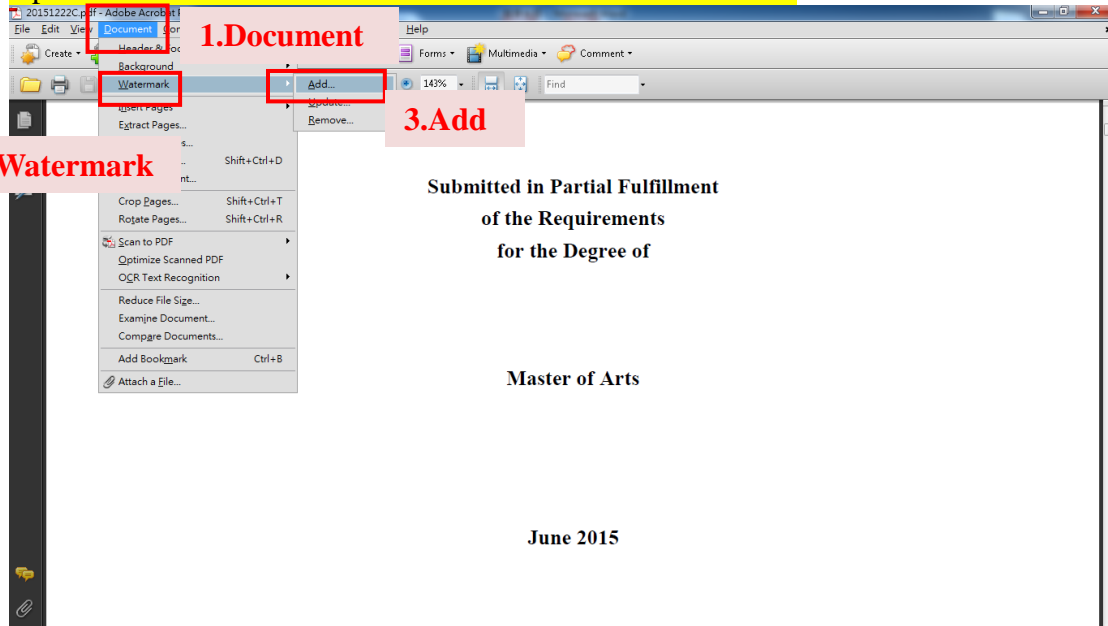 20151222C.pdf - Adobe Acrobat
File Edit View Document Help
1.Document
Create Forms Multimedia Comment
Header &
Background
Watermark Add... 143% Find
Insert Pages Update...
Extract Pages... Remove...
3.Add
Shift+Ctrl+D
Watermark
Crop Pages... Shift+Ctrl+T
Rotate Pages... Shift+Ctrl+R
Scan to PDF
Optimize Scanned PDF
OCR Text Recognition
Reduce File Size...
Examine Document...
Compare Documents...
Add Bookmark Ctrl+B
Attach a File...
Submitted in Partial Fulfillment
of the Requirements
for the Degree of
Master of Arts
June 2015